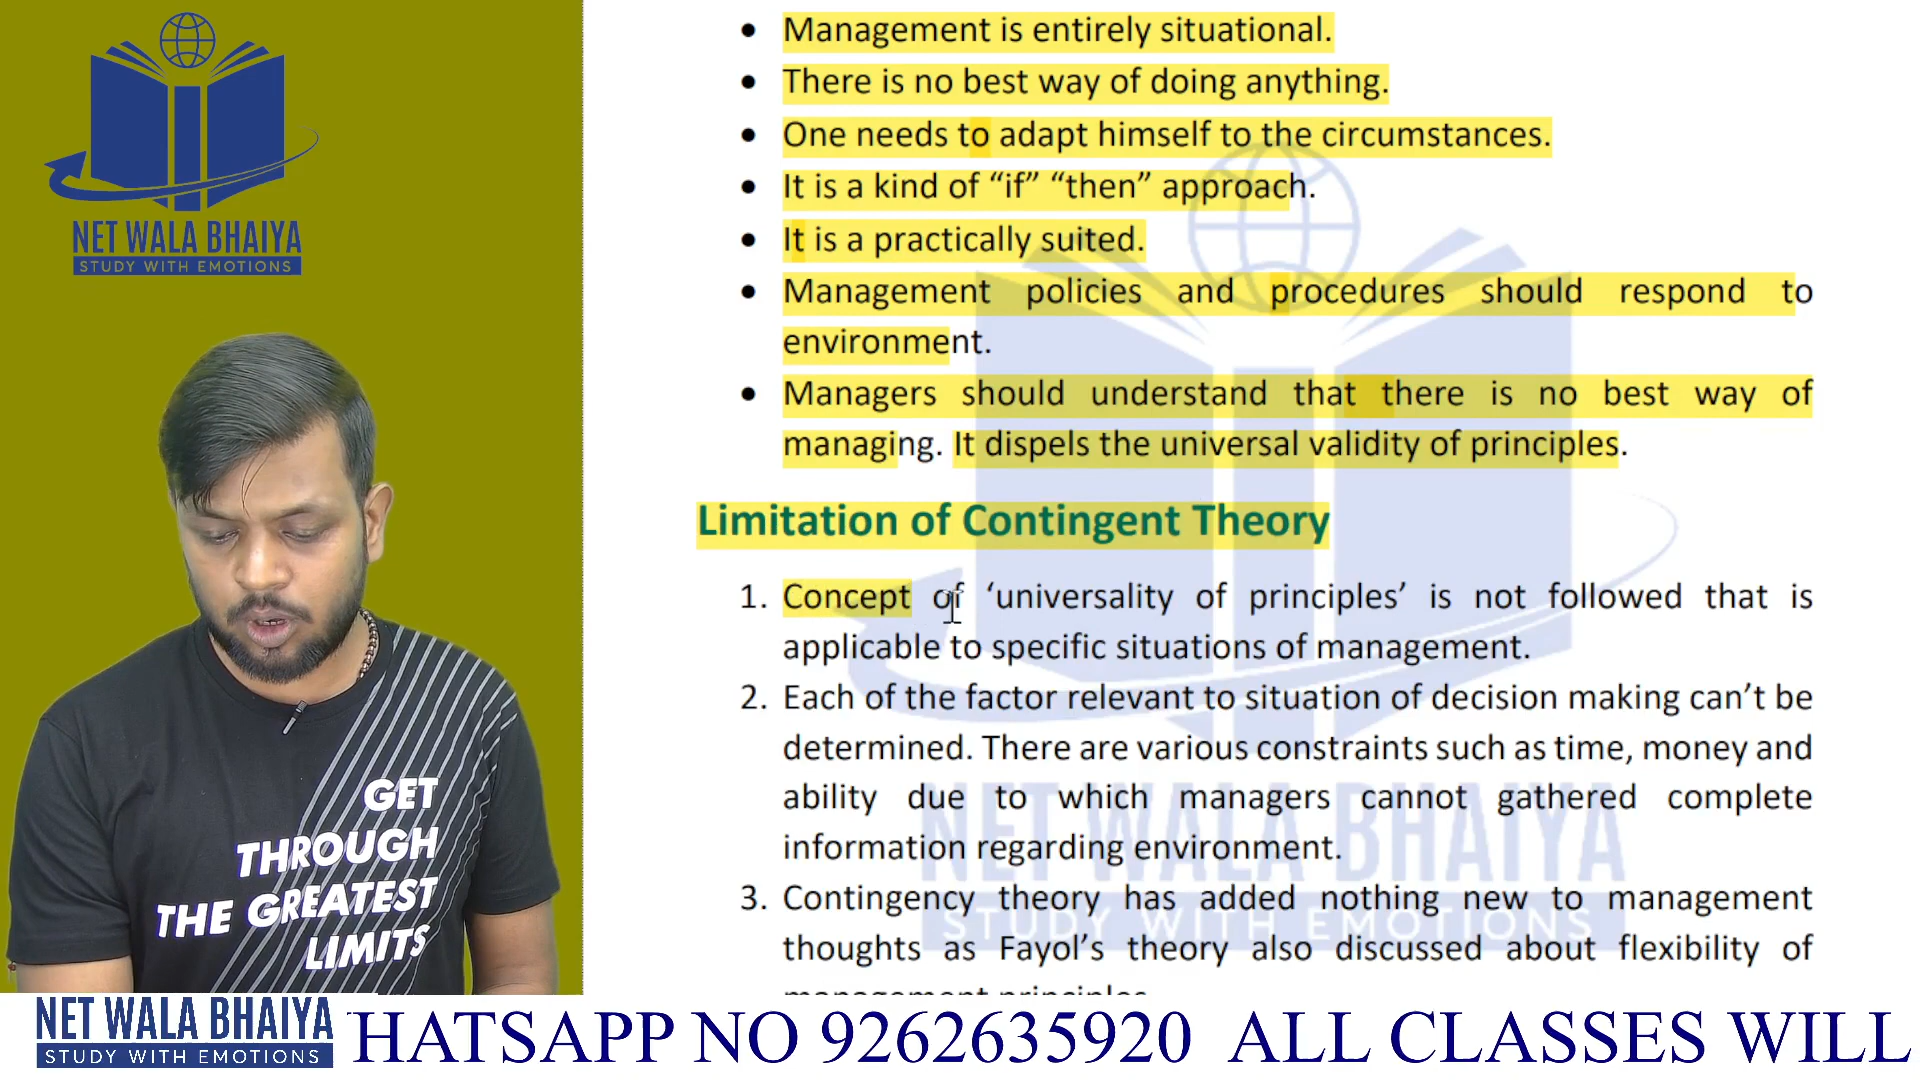 Management is entirely situational.
There is no best way of doing anything.
One needs to adapt himself to the circumstances.
It is a kind of “if” “then” approach.
It is a practically suited.
Management policies and procedures should respond to
environment.
Managers should understand that there is no best way of
managing. It dispels the universal validity of principles.
Limitation of Contingent Theory
1. Concept of ‘universality of principles’ is not followed that is
applicable to specific situations of management.
2. Each of the factor relevant to situation of decision making can’t be
determined. There are various constraints such as time, money and
ability due to which managers cannot gathered complete
information regarding environment.
3. Contingency theory has added nothing new to management
thoughts as Fayol’s theory also discussed about flexibility of
management principles.
NET WALA BHAIYA
STUDY WITH EMOTIONS
NET WALA BHAIYA
STUDY WITH EMOTIONS
GET
THROUGH
THE GREATEST
LIMITS
NET WALA BHAIYA
STUDY WITH EMOTIONS
HATSAPP NO 9262635920 ALL CLASSES WILL